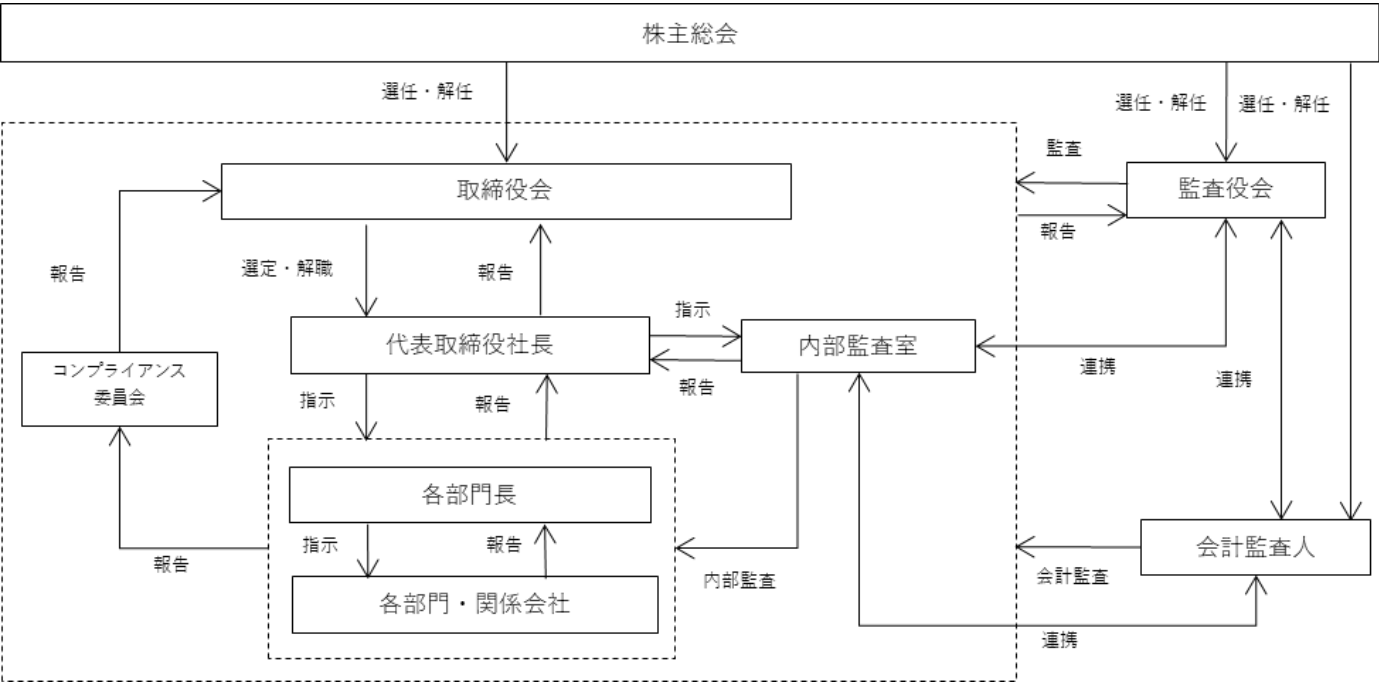 株主総会
選任・解任
選任・解任
選任・解任
監査
取締役会
監査役会
報告
報告
選定・解職
報告
指示
代表取締役社長
内部監査室
連携
連携
コンプライアンス
委員会
指示
報告
報告
各部門長
指示
報告
会計監査人
報告
内部監査
会計監査
各部門・関係会社
連携